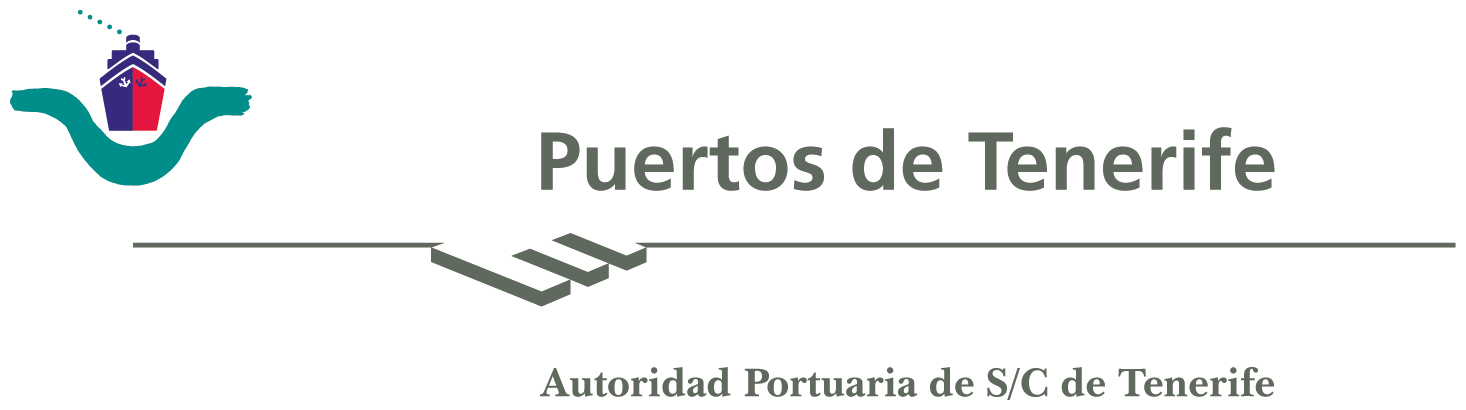 Puertos de Tenerife
Autoridad Portuaria de S/C de Tenerife